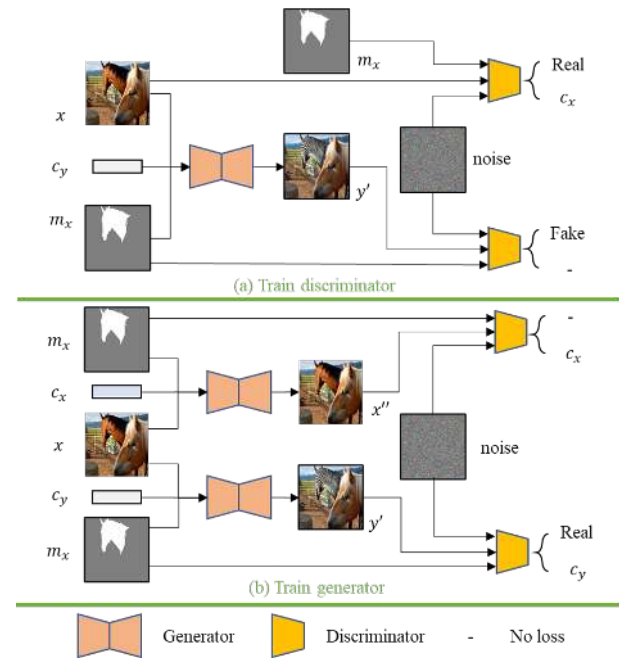 m_x
Real
x
c_x
c_y
y′
noise
m_x
Fake
-
(a) Train discriminator
-
m_x
c_x
c_x
x″
x
noise
c_y
y′
Real
m_x
c_y
(b) Train generator
Generator
Discriminator
- No loss